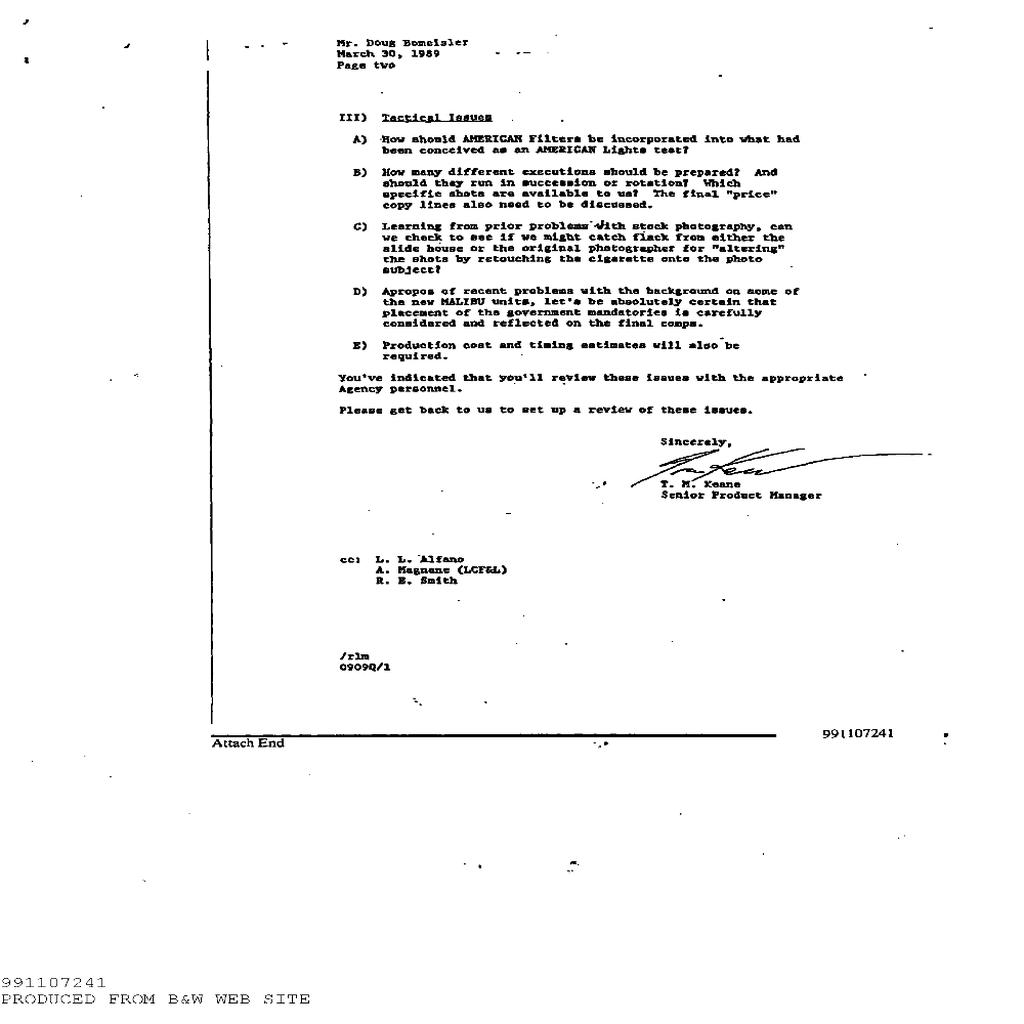 Mr. Doug Bomeisler
March 30, 1989
Page two
III) Tactical Issues
A) How should AMERICAN Filters be incorporated into what had
been conceived as an AMERICAN Lights test?
B) How many different executions should be prepared? And
should they run in succession or rotation? Which
specific shots are available to us? The final "price"
copy lines also need to be discussed.
C) Learning from prior problems with stock photography, can
we check to see if we might catch flack from either the
slide house or the original photographer for "altering"
the shots by retouching the cigarette onto the photo
subject?
D) Apropos of recent problems with the background on some of
the new MALIBU units, let's be absolutely certain that
placement of the government mandatories is carefully
considered and reflected on the final comps.
E) Production cost and timing estimates will also be
required.
You've indicated that you'll review these issues with the appropriate
Agency personnel.
Please get back to us to set up a review of these issues.
Sincerely,
T. M. Keane
Senior Product Manager
cc: L. L. Alfano
A. Magnane (LCF&L)
R. E. Smith
/rlm
0909Q/1
991107241
Attach End
991107241
PRODUCED FROM B&W WEB SITE